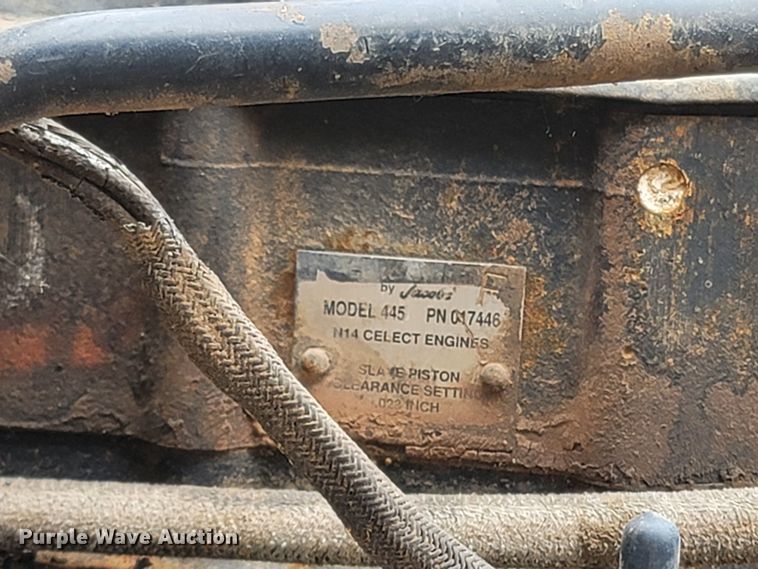 by Jacobs
MODEL 445 PN 017446
N14 CELECT ENGINES
SLAVE PISTON
CLEARANCE SETTING
.023 INCH
Purple Wave Auction